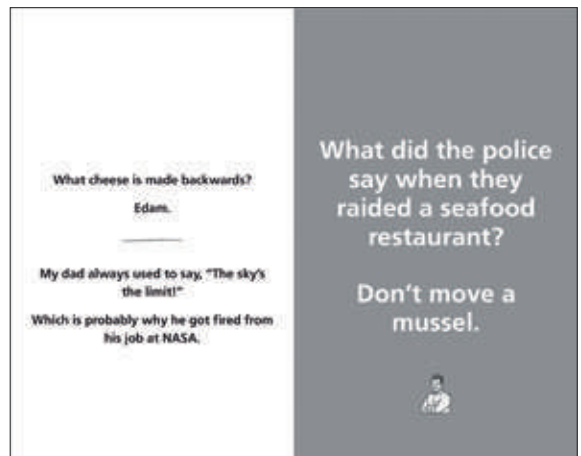 What cheese is made backwards?
Edam.
My dad always used to say, "The sky's
the limit!"
Which is probably why he got fired from
his job at NASA.
What did the police
say when they
raided a seafood
restaurant?
Don't move a
mussel.